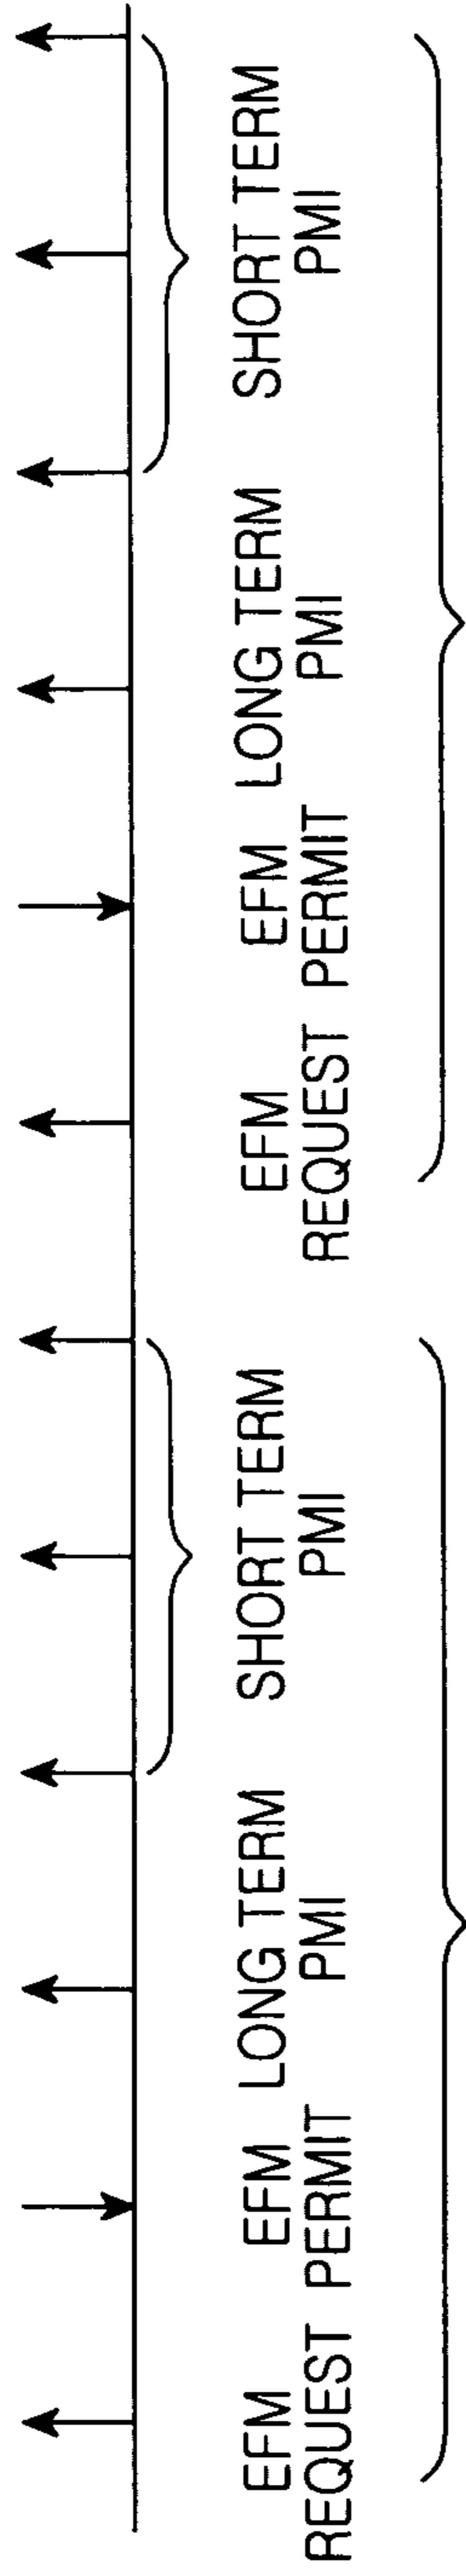 EFM
REQUEST
EFM
PERMIT
LONG TERM
PMI
SHORT TERM
PMI
EFM
REQUEST
EFM
PERMIT
LONG TERM
PMI
SHORT TERM
PMI